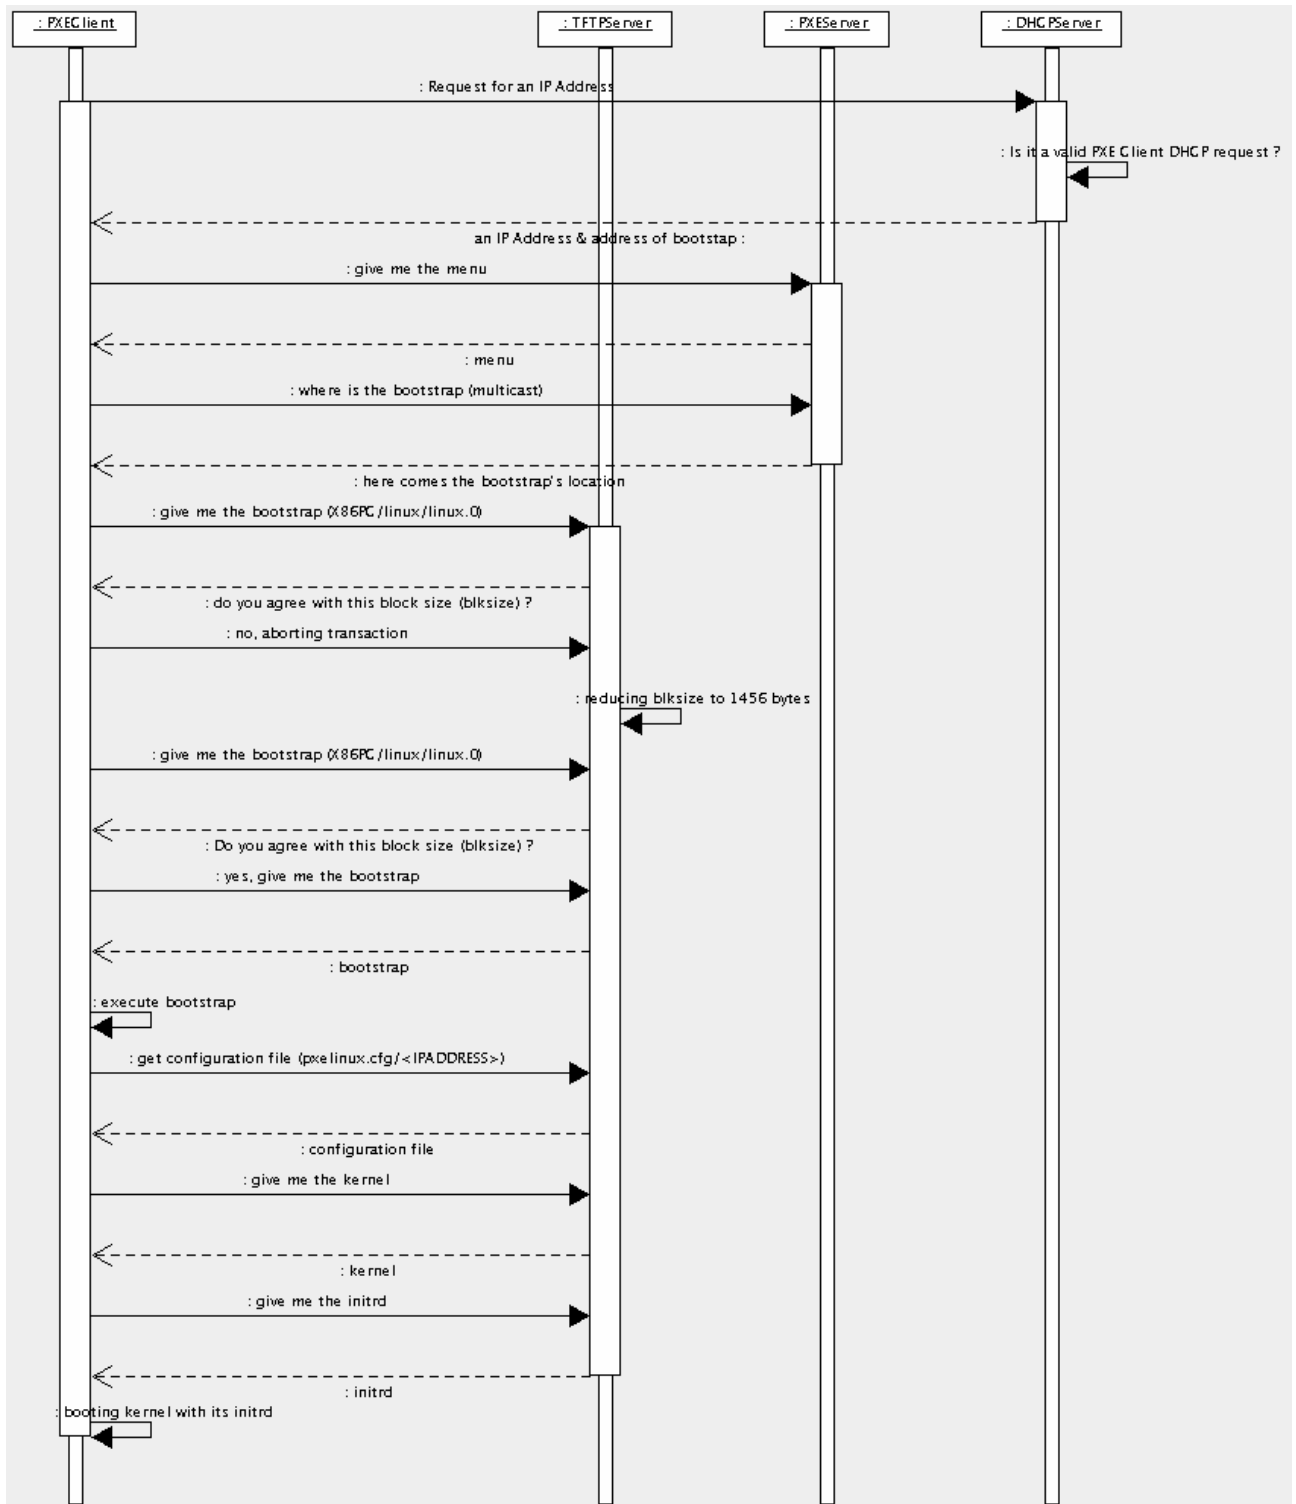 : PXEClient
: TFTPServer
: PXEServer
: DHCPServer
: Request for an IP Address
: Is it a valid PXE Client DHCP request ?
an IP Address & address of bootstap :
: give me the menu
: menu
: where is the bootstrap (multicast)
: here comes the bootstrap's location
: give me the bootstrap (X86PC/linux/linux.0)
: do you agree with this block size (blksize) ?
: no, aborting transaction
: reducing blksize to 1456 bytes
: give me the bootstrap (X86PC/linux/linux.0)
: Do you agree with this block size (blksize) ?
: yes, give me the bootstrap
: bootstrap
: execute bootstrap
: get configuration file (pxelinux.cfg/<IPADDRESS>)
: configuration file
: give me the kernel
: kernel
: give me the initrd
: initrd
: booting kernel with its initrd